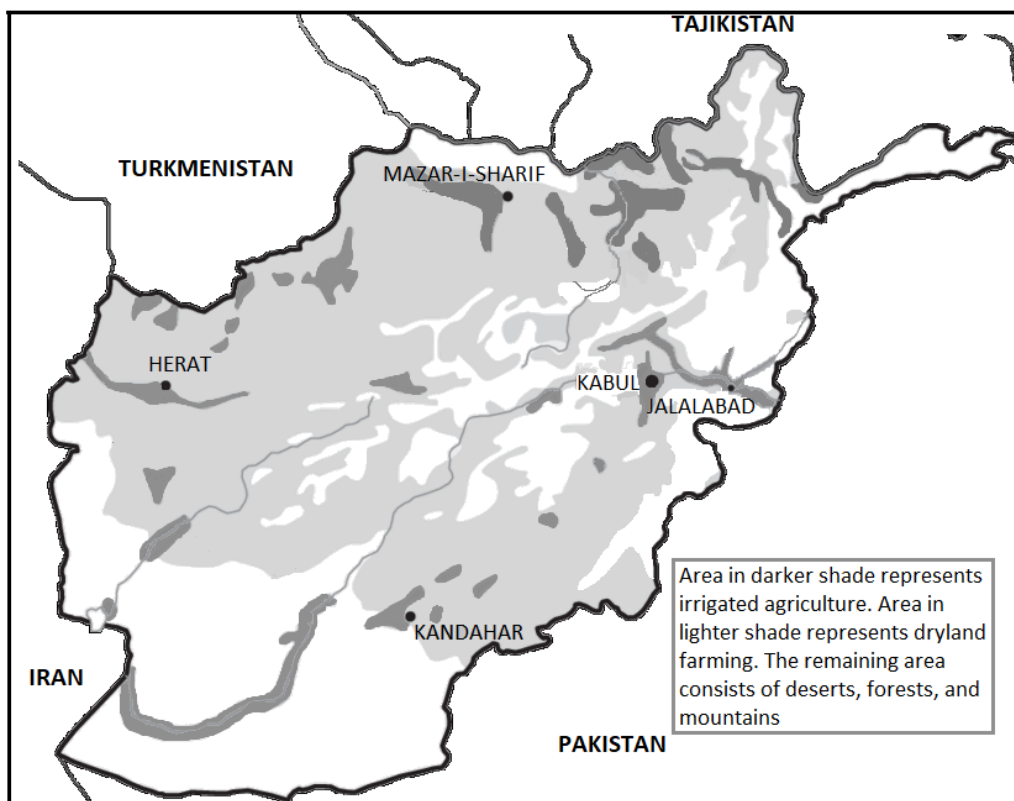 TAJIKISTAN
TURKMENISTAN
MAZAR-I-SHARIF
HERAT
KABUL
JALALABAD
KANDAHAR
IRAN
PAKISTAN
Area in darker shade represents
irrigated agriculture. Area in
lighter shade represents dryland
farming. The remaining area
consists of deserts, forests, and
mountains